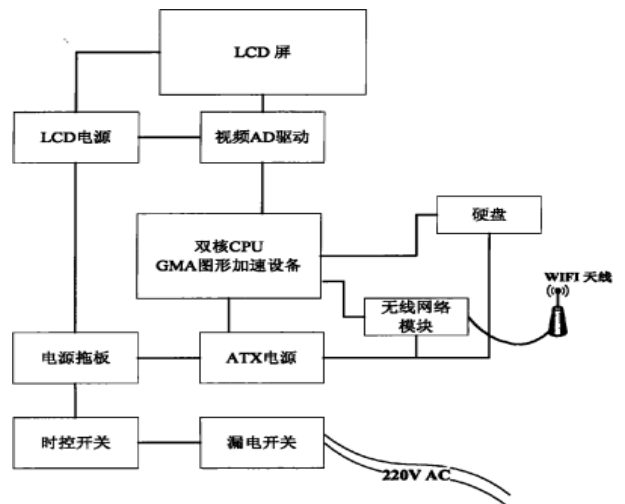 LCD 屏
LCD电源
视频AD驱动
硬盘
双核CPU
GMA图形加速设备
WIFI 天线
无线网络
模块
电源拖板
ATX电源
时控开关
漏电开关
220V AC